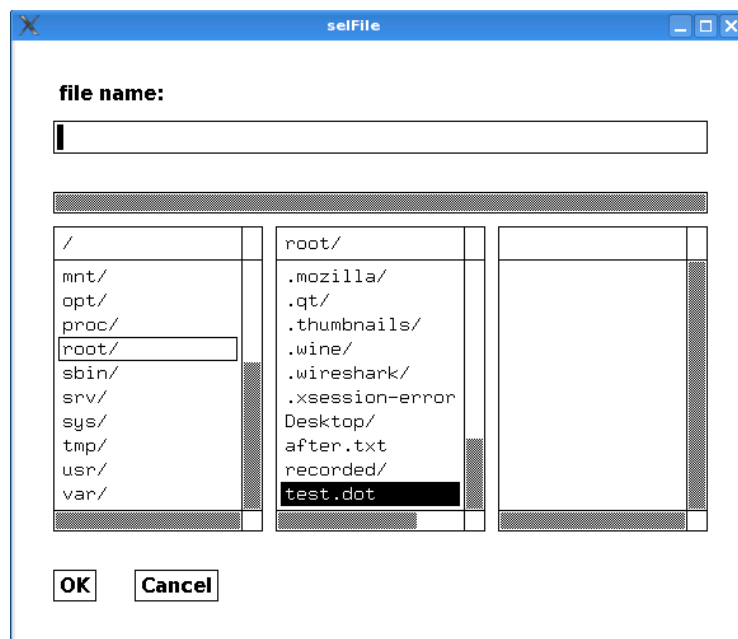 selFile
file name:
/
mnt/
opt/
proc/
root/
sbin/
srv/
sys/
tmp/
usr/
var/
root/
.mozilla/
.qt/
.thumbnails/
.wine/
.wireshark/
.xsession-error
Desktop/
after.txt
recorded/
test.dot
OK
Cancel